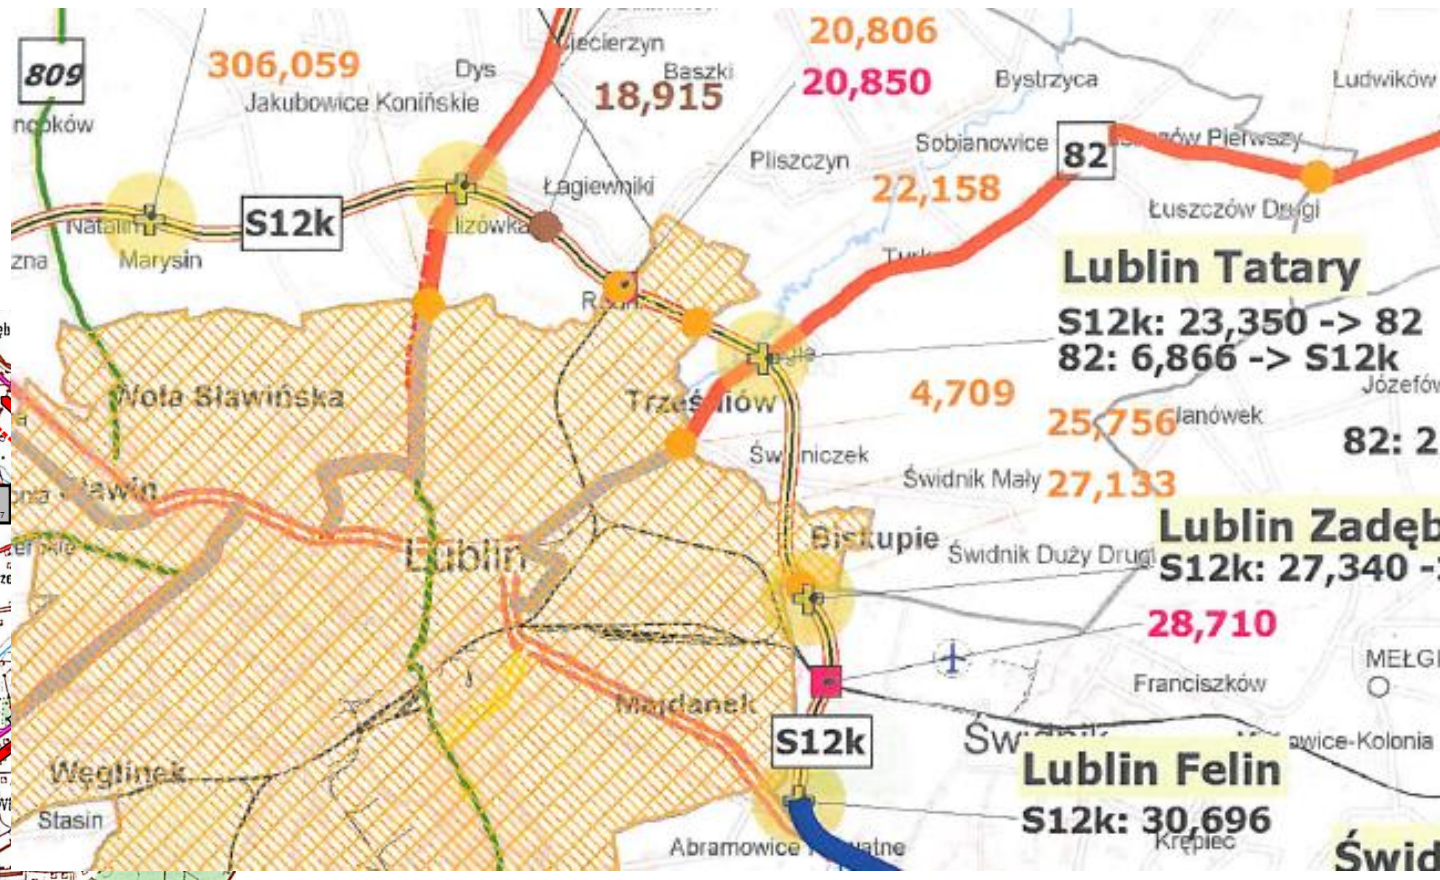 809
306,059
Dys
Jakubowice Konińskie
Baszki
18,915
20,806
20,850
Bystrzyca
Ludwików
Sobianowice
82
Pliszczyn
Łagiewniki
22,158
Łuszczów Drugi
S12k
Marysin
Lublin Tatary
S12k: 23,350 -> 82
82: 6,866 -> S12k
Wola Sławińska
4,709
25,756
Janówek
82: 2
Świdnik Mały
27,133
Lublin
Biskupie
Świdnik Duży Drugi
Lublin Zadęb
S12k: 27,340 -
28,710
Franciszków
Majdanek
S12k
Węglinek
Stasin
Lublin Felin
S12k: 30,696
Krępiec
Świd